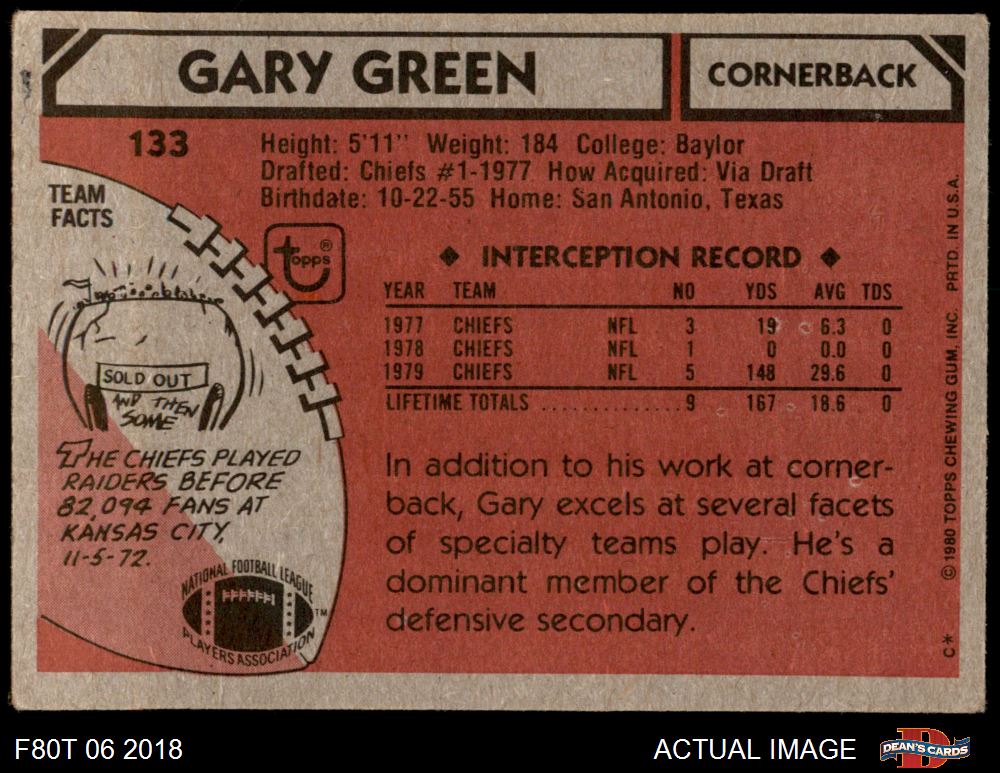 GARY GREEN
CORNERBACK
133
Height: 5'11" Weight: 184 College: Baylor
Drafted: Chiefs #1-1977 How Acquired: Via Draft
Birthdate: 10-22-55 Home: San Antonio, Texas
TEAM
FACTS
topps®
◆ INTERCEPTION RECORD ◆
YEAR TEAM NO YDS AVG TDS
1977 CHIEFS NFL 3 19 6.3 0
1978 CHIEFS NFL 1 0 0.0 0
1979 CHIEFS NFL 5 148 29.6 0
LIFETIME TOTALS ..............9 167 18.6 0
SOLD OUT
AND THEN
SOME
THE CHIEFS PLAYED
RAIDERS BEFORE
82,094 FANS AT
KANSAS CITY,
11-5-72.
NATIONAL FOOTBALL LEAGUE
PLAYERS ASSOCIATION™
In addition to his work at corner-
back, Gary excels at several facets
of specialty teams play. He's a
dominant member of the Chiefs'
defensive secondary.
© 1980 TOPPS CHEWING GUM, INC. PRTD. IN U.S.A.
C*
F80T 06 2018
ACTUAL IMAGE
DEAN'S CARDS